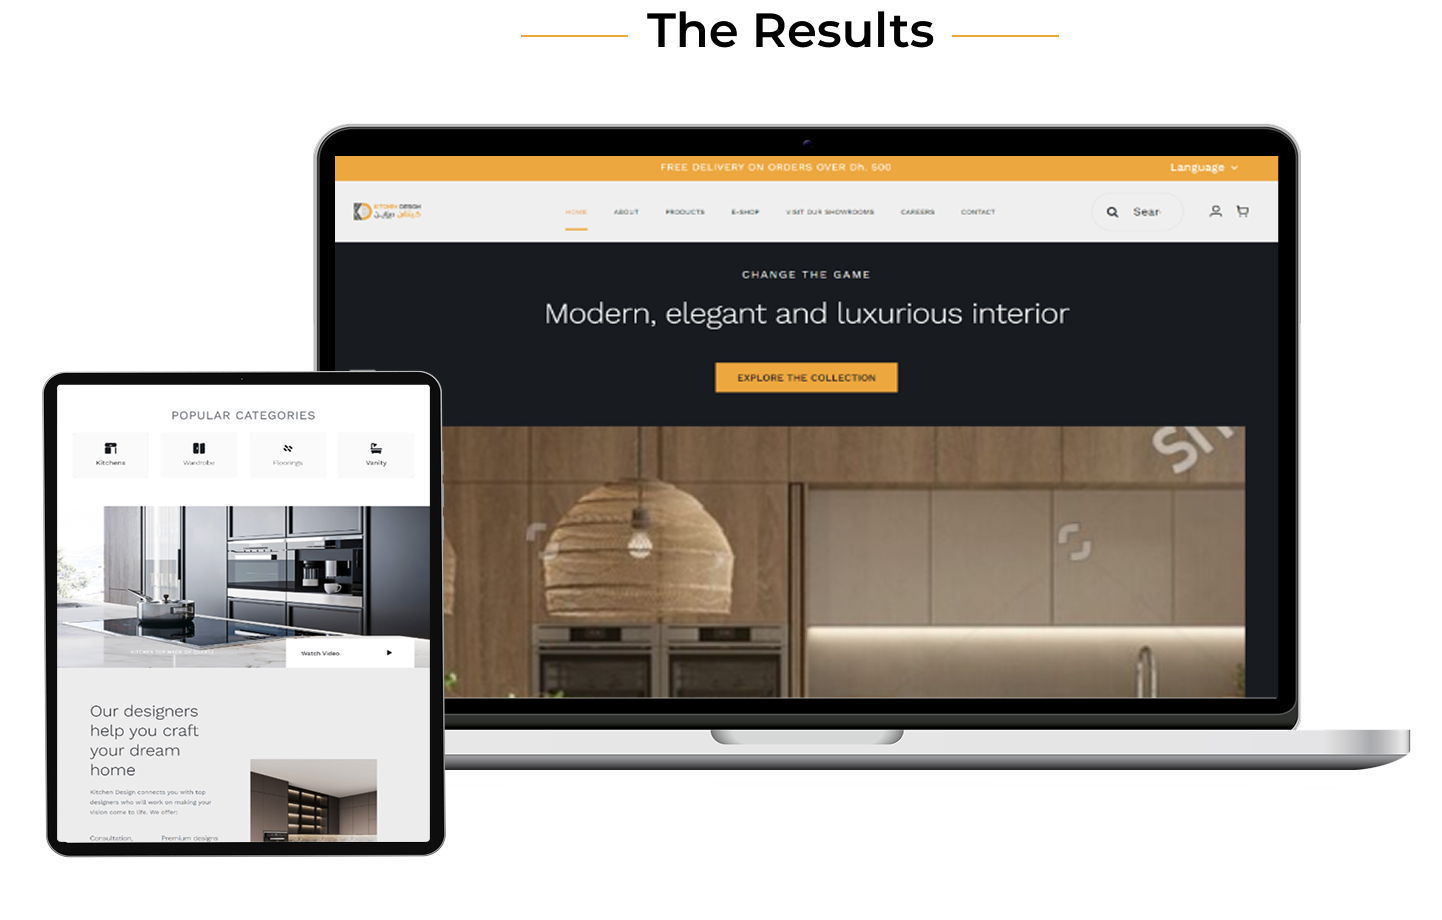 The Results
FREE DELIVERY ON ORDERS OVER Dh. 500
Language
KITCHEN DESIGN
كيتشن ديزاين
HOME
ABOUT
PRODUCTS
E-SHOP
VISIT OUR SHOWROOMS
CAREERS
CONTACT
Sear
CHANGE THE GAME
Modern, elegant and luxurious interior
EXPLORE THE COLLECTION
POPULAR CATEGORIES
Kitchens
Wardrobe
Floorings
Vanity
Watch Video
Our designers
help you craft
your dream
home
Kitchen Design connects you with top
designers who will work on making your
vision come to life. We offer:
Consultation,
Premium designs